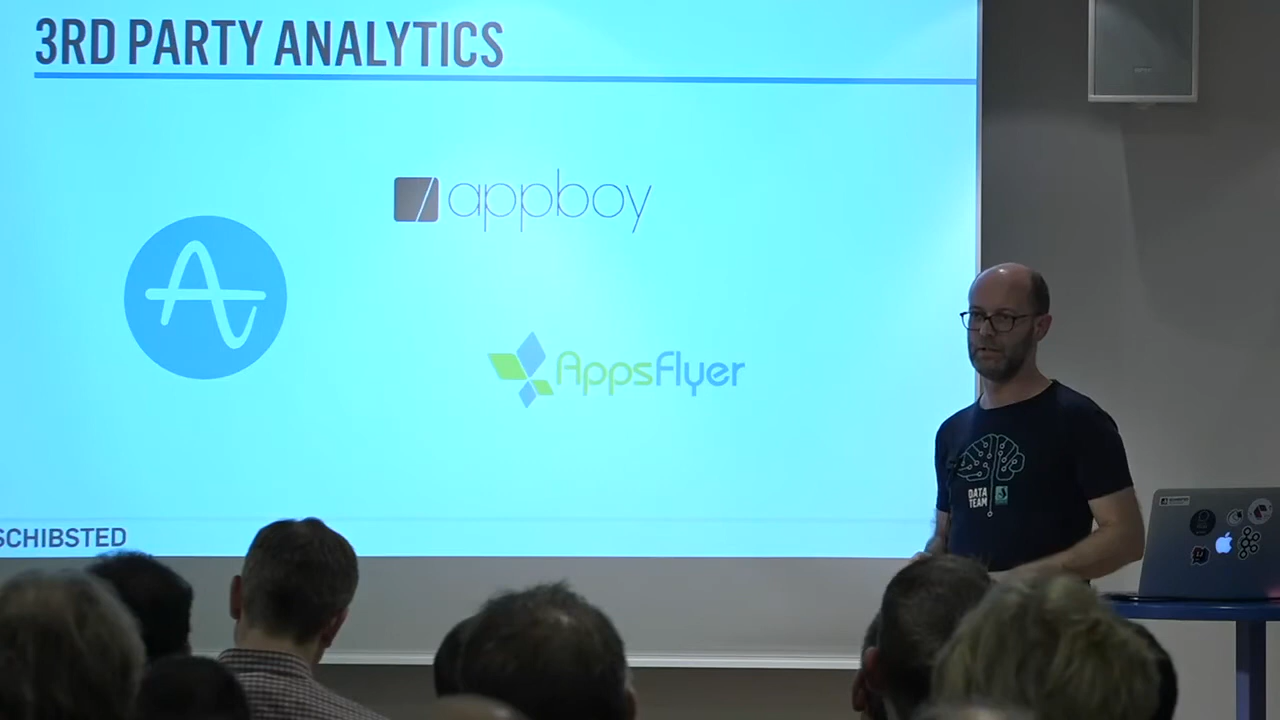 3RD PARTY ANALYTICS
appboy
AppsFlyer
SCHIBSTED
DATA
TEAM